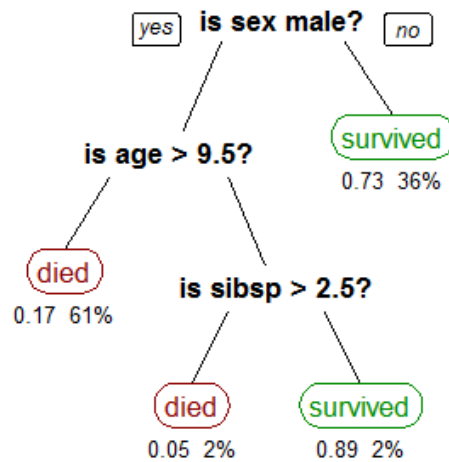 yes is sex male? no
is age > 9.5?
survived
0.73 36%
died
0.17 61%
is sibsp > 2.5?
died survived
0.05 2% 0.89 2%